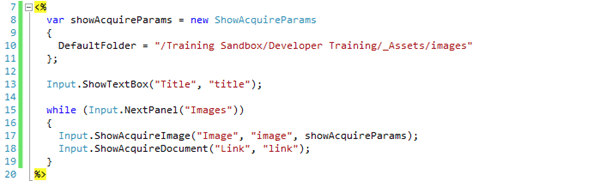 7 <%
8 var showAcquireParams = new ShowAcquireParams
9 {
10 DefaultFolder = "/Training Sandbox/Developer Training/_Assets/images"
11 };
12
13 Input.ShowTextBox("Title", "title");
14
15 while (Input.NextPanel("Images"))
16 {
17 Input.ShowAcquireImage("Image", "image", showAcquireParams);
18 Input.ShowAcquireDocument("Link", "link");
19 }
20 %>